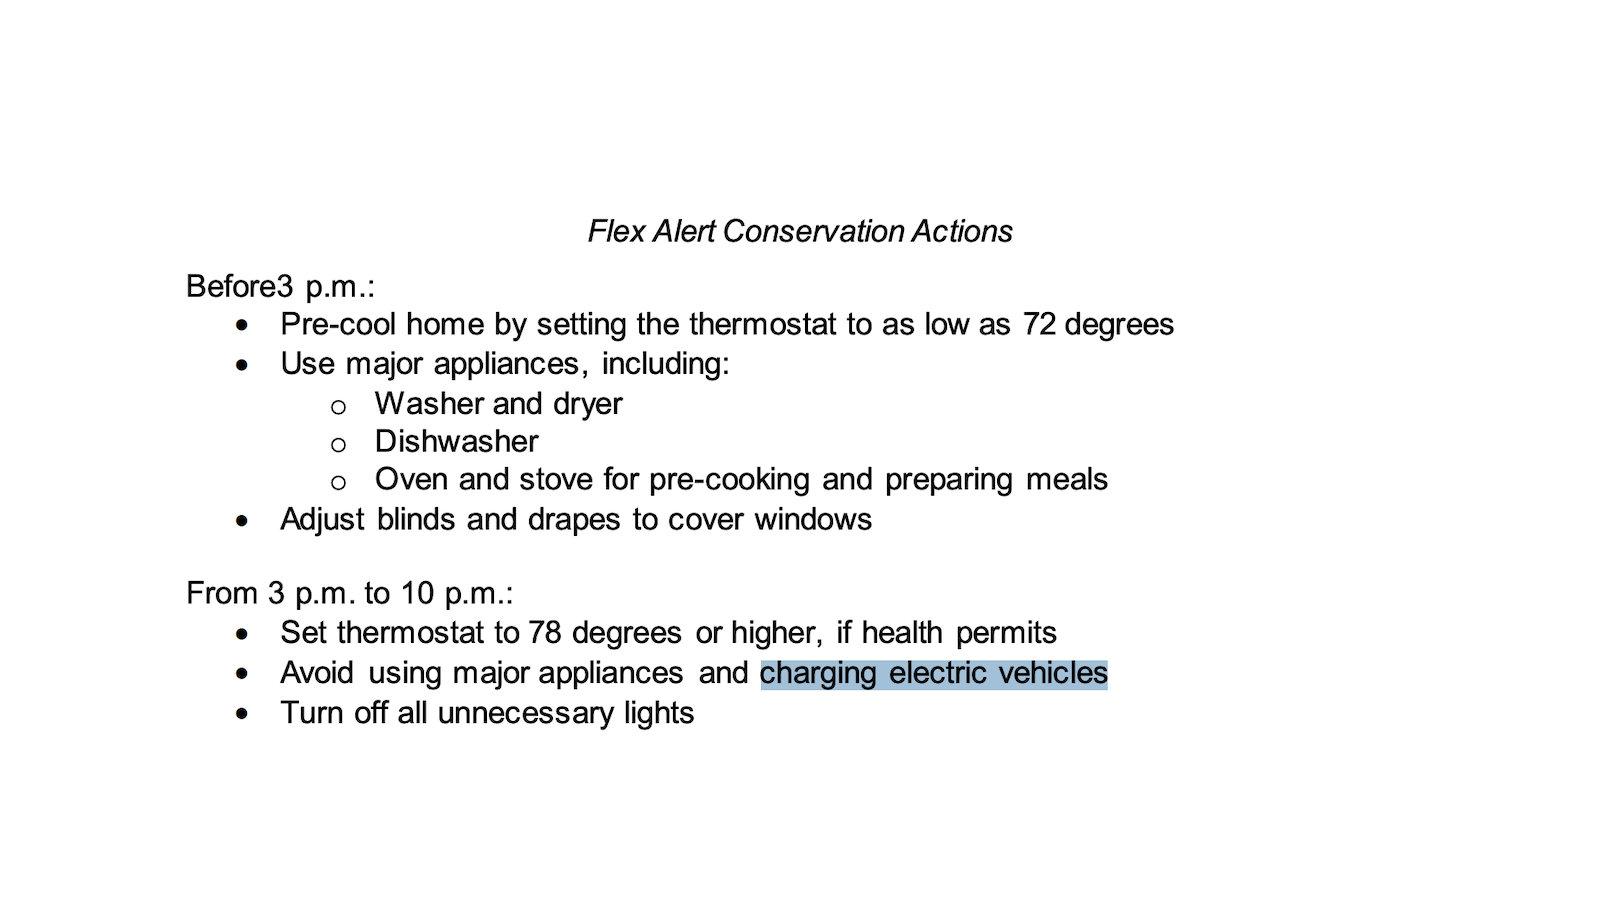 Flex Alert Conservation Actions
Before3 p.m.:
• Pre-cool home by setting the thermostat to as low as 72 degrees
• Use major appliances, including:
o Washer and dryer
o Dishwasher
o Oven and stove for pre-cooking and preparing meals
• Adjust blinds and drapes to cover windows
From 3 p.m. to 10 p.m.:
• Set thermostat to 78 degrees or higher, if health permits
• Avoid using major appliances and charging electric vehicles
• Turn off all unnecessary lights